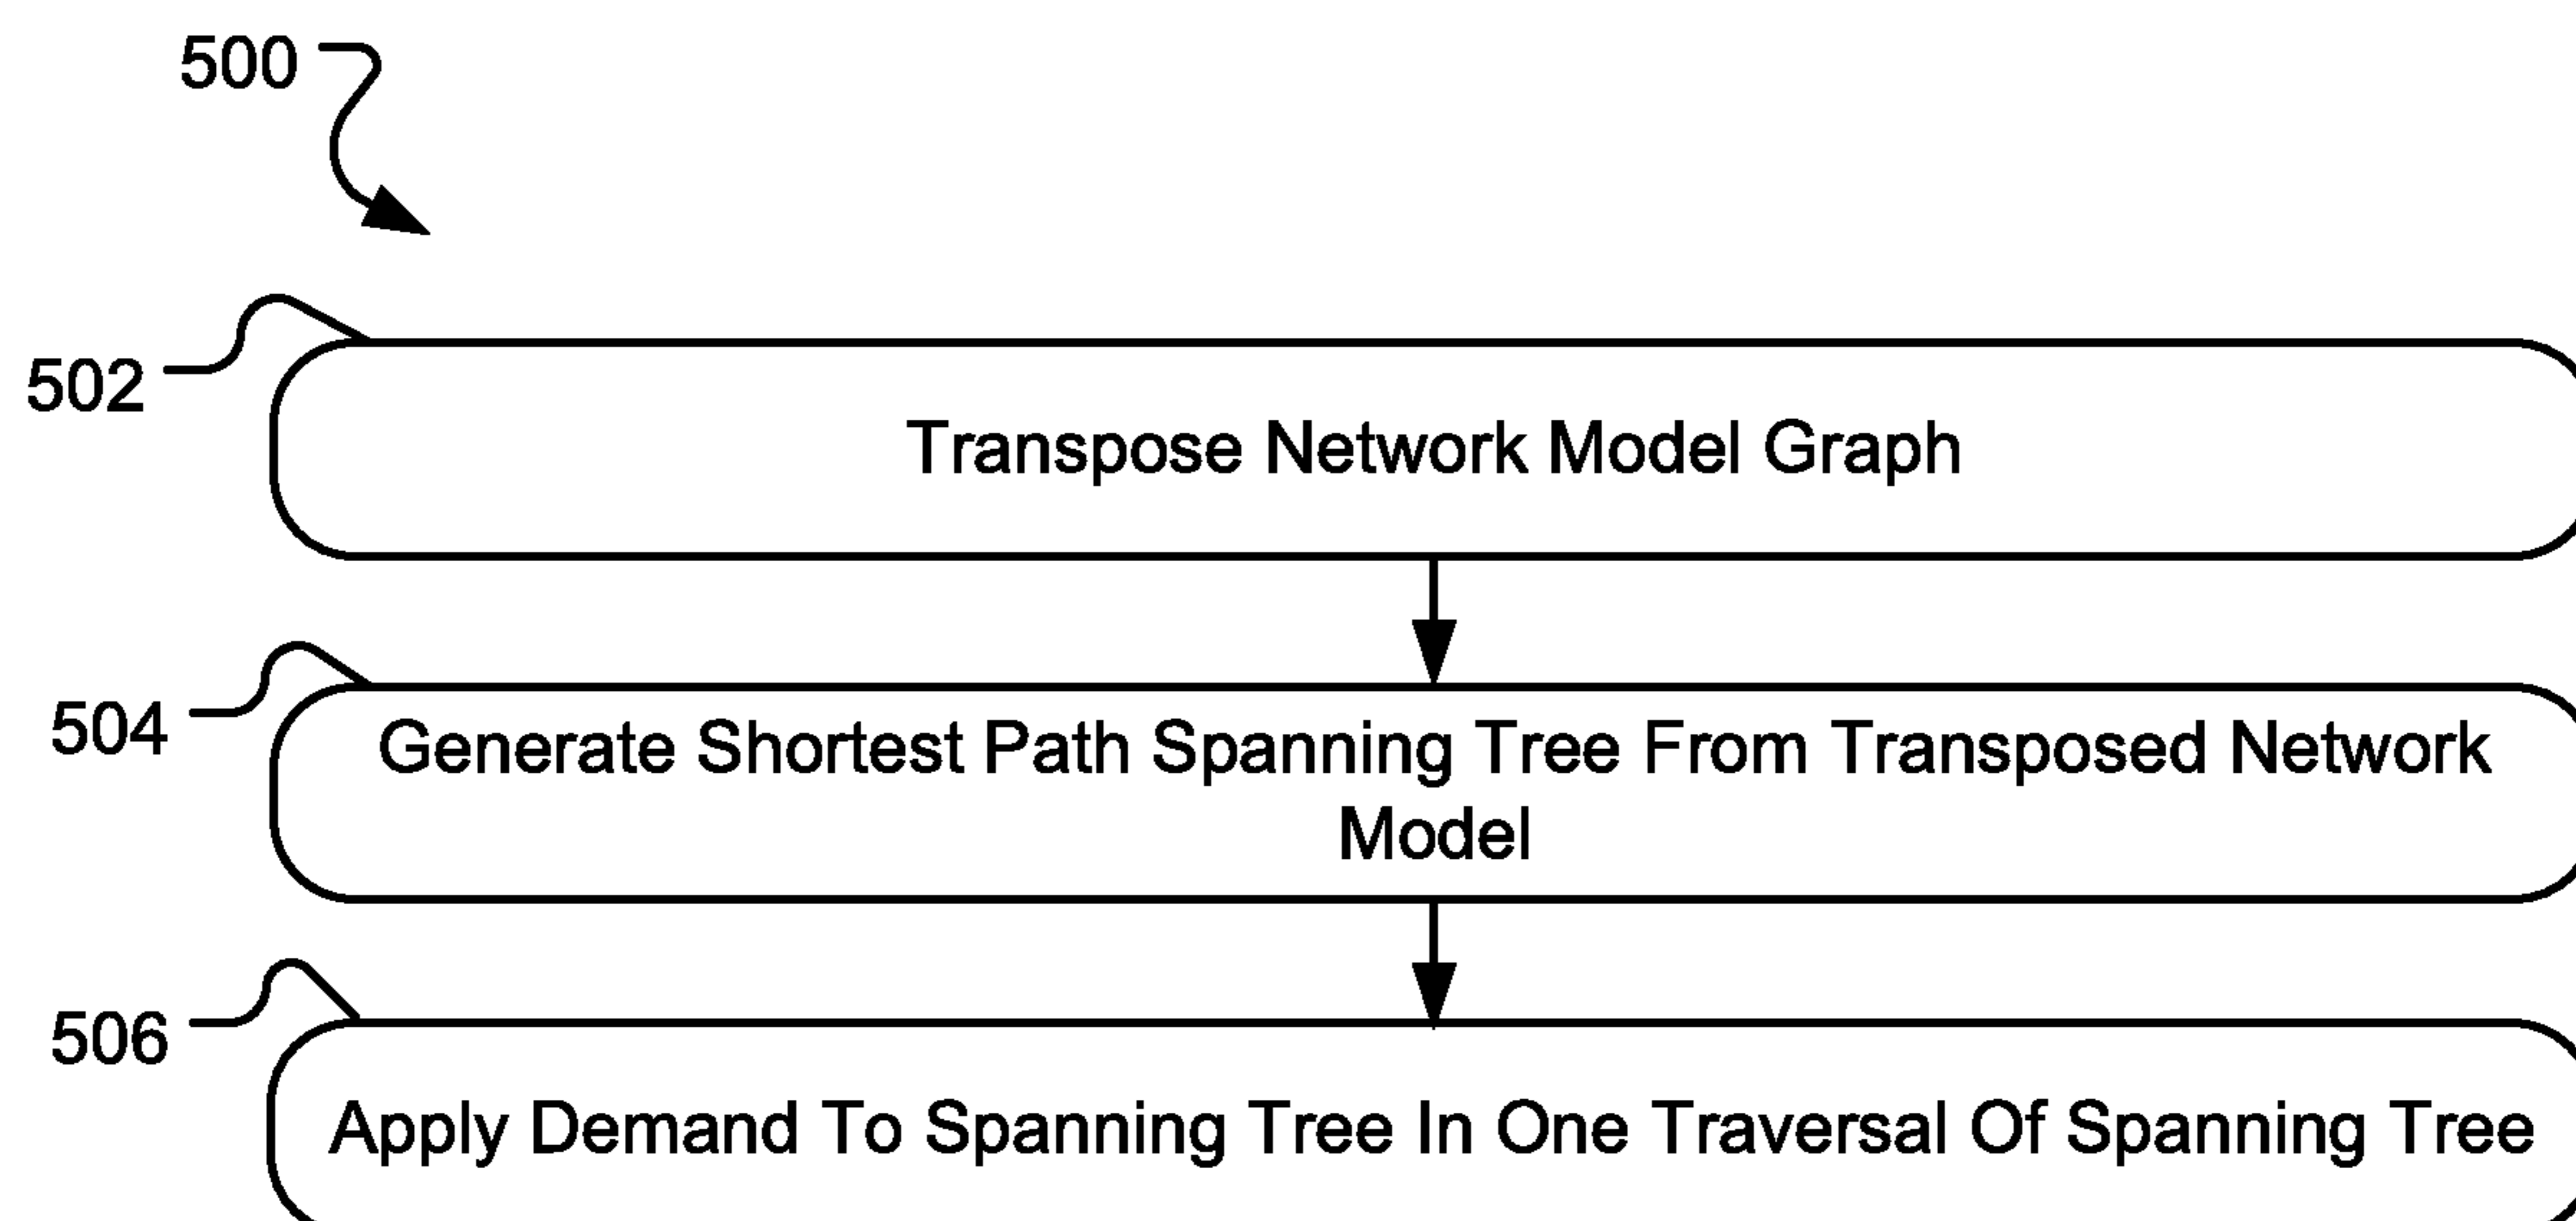 500
502
Transpose Network Model Graph
504
Generate Shortest Path Spanning Tree From Transposed Network
Model
506
Apply Demand To Spanning Tree In One Traversal Of Spanning Tree